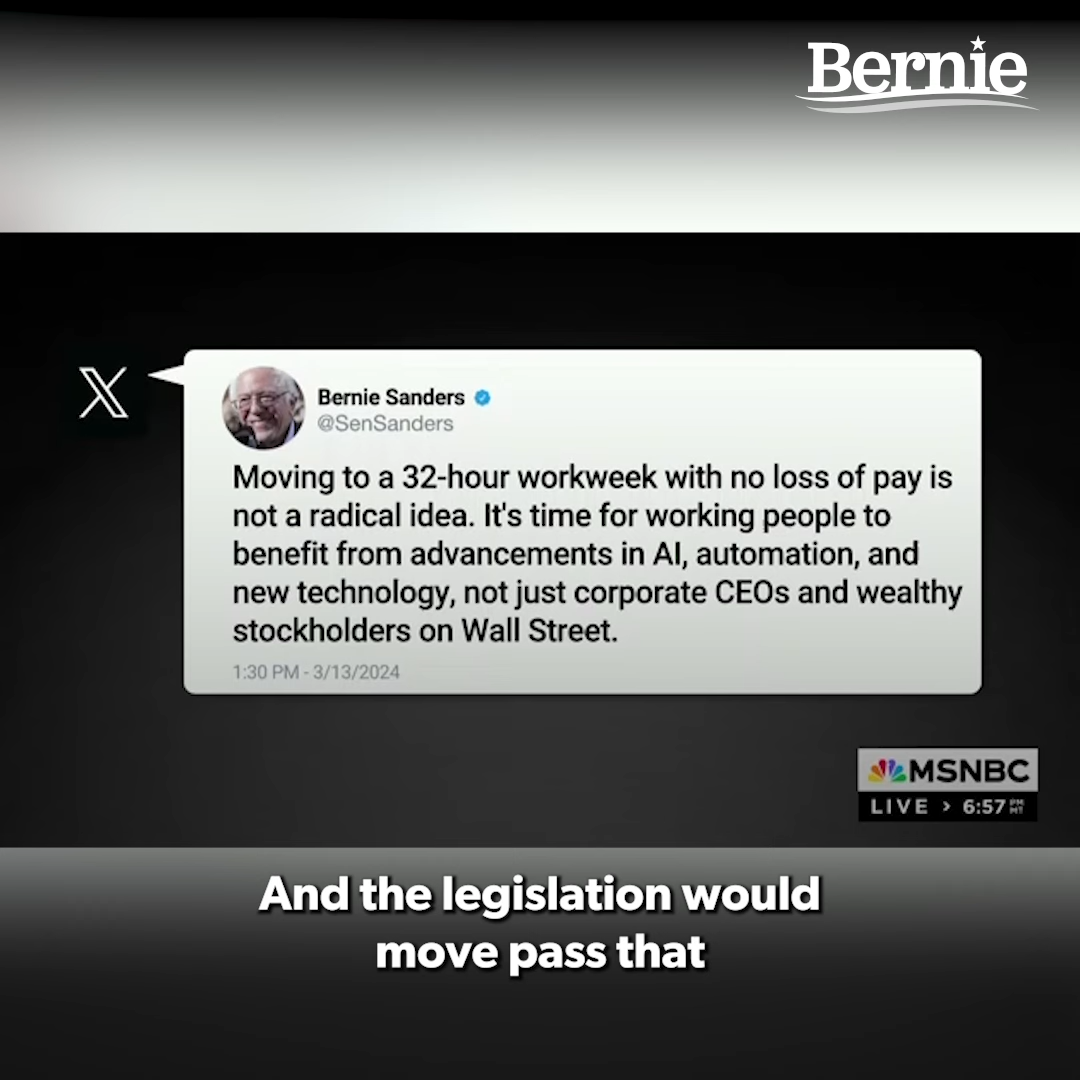 Bernie
X
Bernie Sanders
@SenSanders
Moving to a 32-hour workweek with no loss of pay is
not a radical idea. It's time for working people to
benefit from advancements in AI, automation, and
new technology, not just corporate CEOs and wealthy
stockholders on Wall Street.
1:30 PM - 3/13/2024
MSNBC
LIVE > 6:57 PM MT
And the legislation would
move pass that